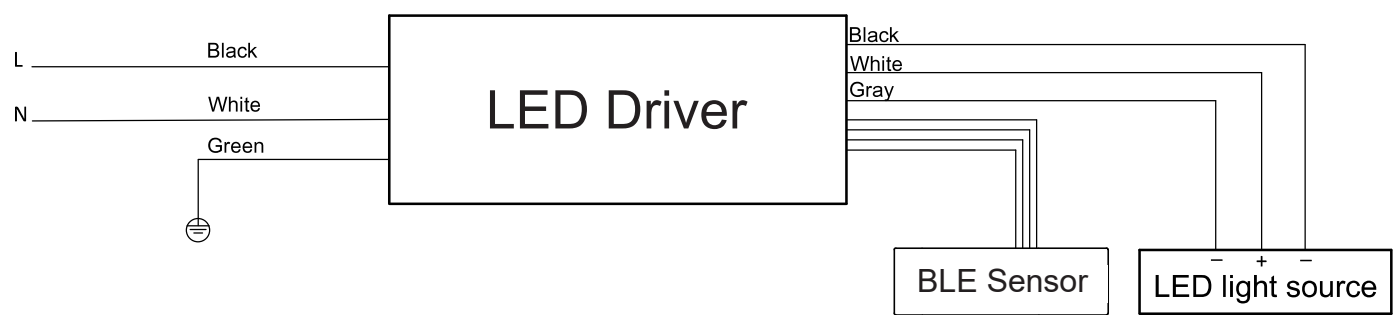 L
Black
N
White
Green
LED Driver
Black
White
Gray
BLE Sensor
– + –
LED light source